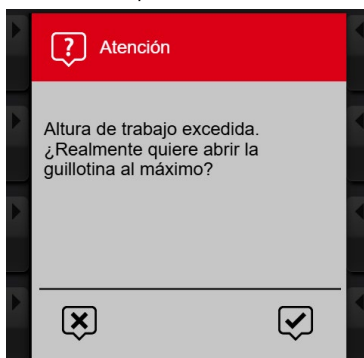 Atención
Altura de trabajo excedida.
¿Realmente quiere abrir la
guillotina al máximo?